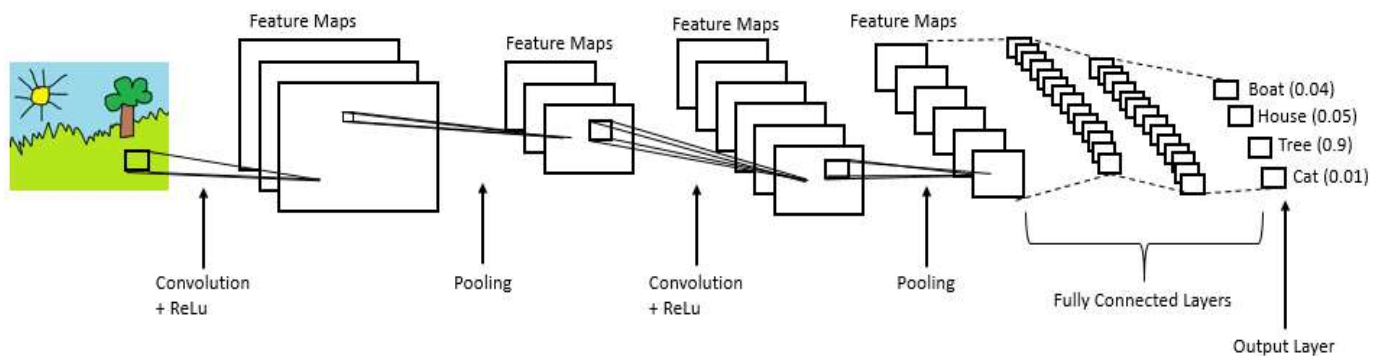 Feature Maps
Feature Maps
Feature Maps
Feature Maps
Boat (0.04)
House (0.05)
Tree (0.9)
Cat (0.01)
Convolution
+ ReLu
Pooling
Convolution
+ ReLu
Pooling
Fully Connected Layers
Output Layer